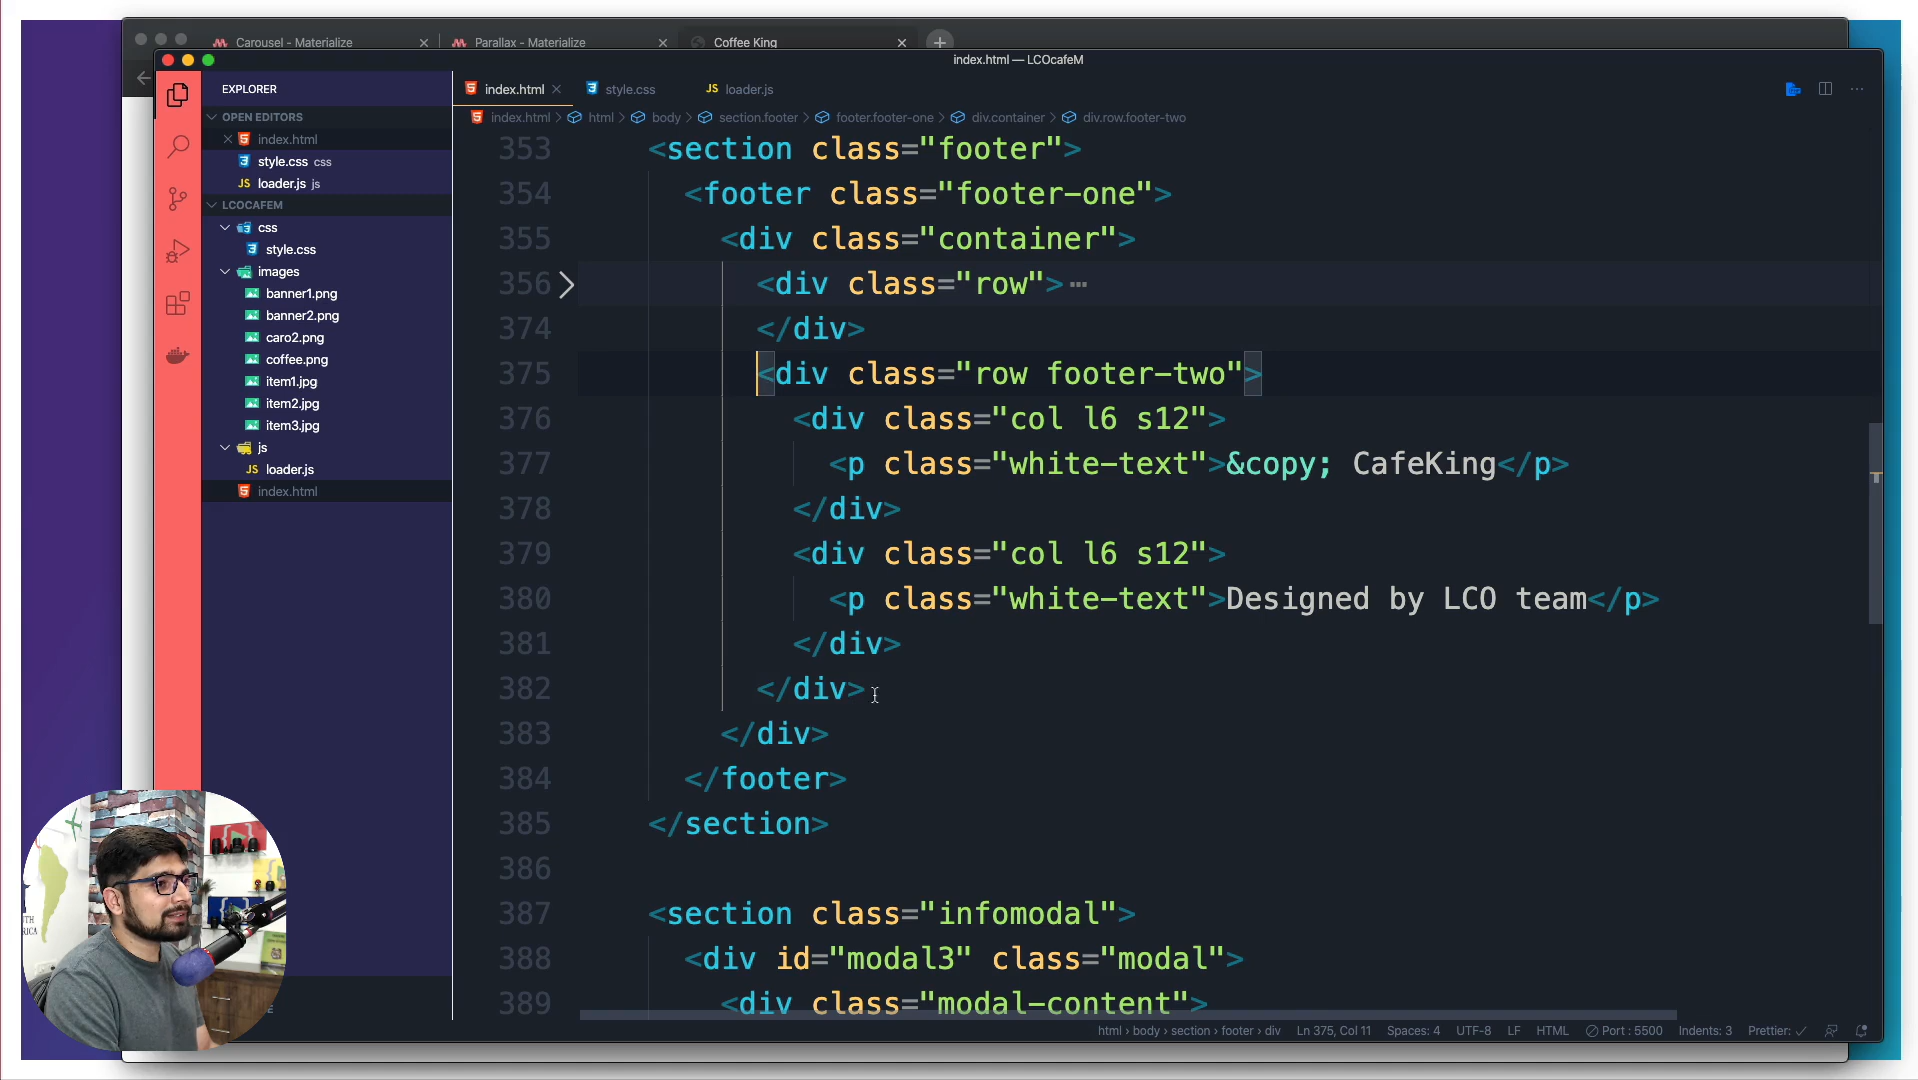 Carousel - Materialize
Parallax - Materialize
Coffee King
index.html — LCOcafeM
EXPLORER
OPEN EDITORS
index.html
style.css css
loader.js js
LCOCAFEM
css
style.css
images
banner1.png
banner2.png
caro2.png
coffee.png
item1.jpg
item2.jpg
item3.jpg
js
loader.js
index.html
index.html
style.css
loader.js
index.html > html > body > section.footer > footer.footer-one > div.container > div.row.footer-two
353 <section class="footer">
354 <footer class="footer-one">
355 <div class="container">
356 <div class="row"> ⋯
374 </div>
375 <div class="row footer-two">
376 <div class="col l6 s12">
377 <p class="white-text">&copy; CafeKing</p>
378 </div>
379 <div class="col l6 s12">
380 <p class="white-text">Designed by LCO team</p>
381 </div>
382 </div>
383 </div>
384 </footer>
385 </section>
386
387 <section class="infomodal">
388 <div id="modal3" class="modal">
389 <div class="modal-content">
html › body › section › footer › div Ln 375, Col 11 Spaces: 4 UTF-8 LF HTML Port : 5500 Indents: 3 Prettier: ✓